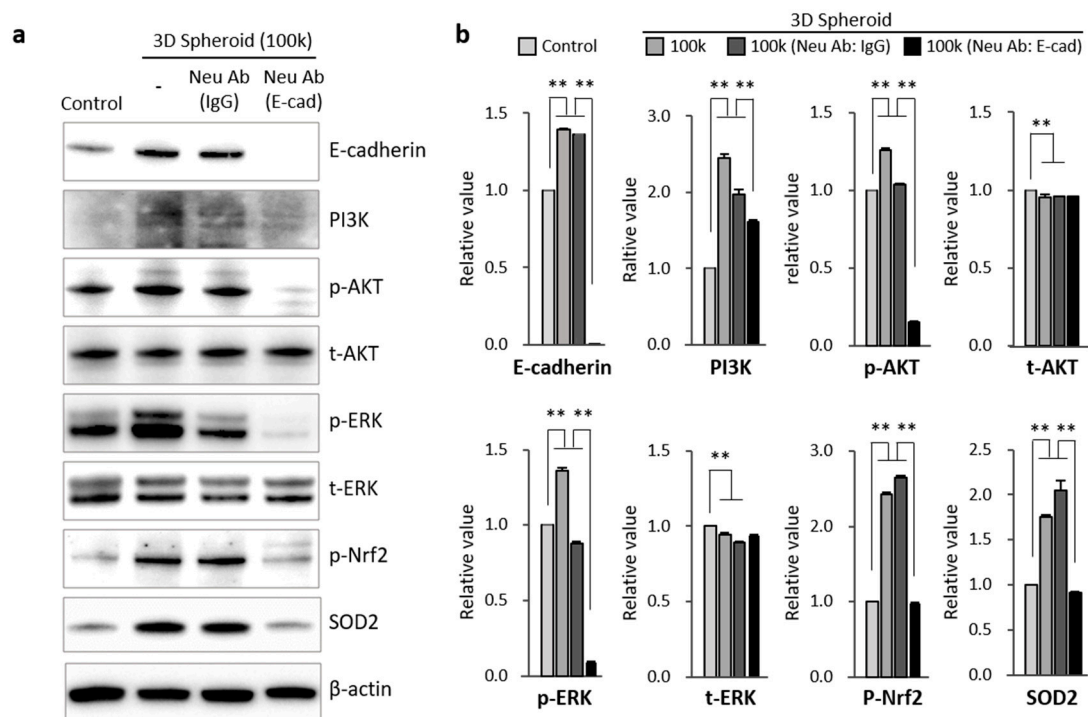 a
3D Spheroid (100k)
Control
-
Neu Ab
(IgG)
Neu Ab
(E-cad)
E-cadherin
PI3K
p-AKT
t-AKT
p-ERK
t-ERK
p-Nrf2
SOD2
β-actin
b
3D Spheroid
Control
100k
100k (Neu Ab: IgG)
100k (Neu Ab: E-cad)
Relative value
1.5
1.0
0.5
0.0
** **
E-cadherin
Raltive value
3.0
2.0
1.0
0.0
** **
PI3K
relative value
1.5
1.0
0.5
0.0
** **
p-AKT
Relative value
1.5
1.0
0.5
0.0
**
t-AKT
Relative value
1.5
1.0
0.5
0.0
** **
p-ERK
Relative value
1.5
1.0
0.5
0.0
**
t-ERK
Relative value
3.0
2.0
1.0
0.0
** **
P-Nrf2
Relative value
2.5
2.0
1.5
1.0
0.5
0.0
** **
SOD2